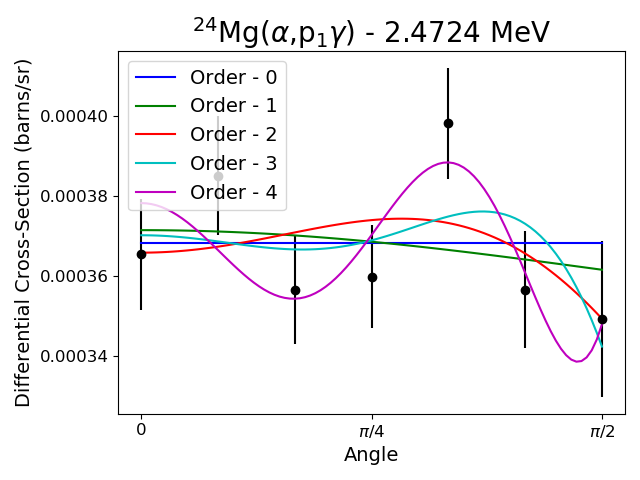 ²⁴Mg(α,p₁γ) - 2.4724 MeV
Differential Cross-Section (barns/sr)
0.00040
0.00038
0.00036
0.00034
Order - 0
Order - 1
Order - 2
Order - 3
Order - 4
0
π/4
π/2
Angle